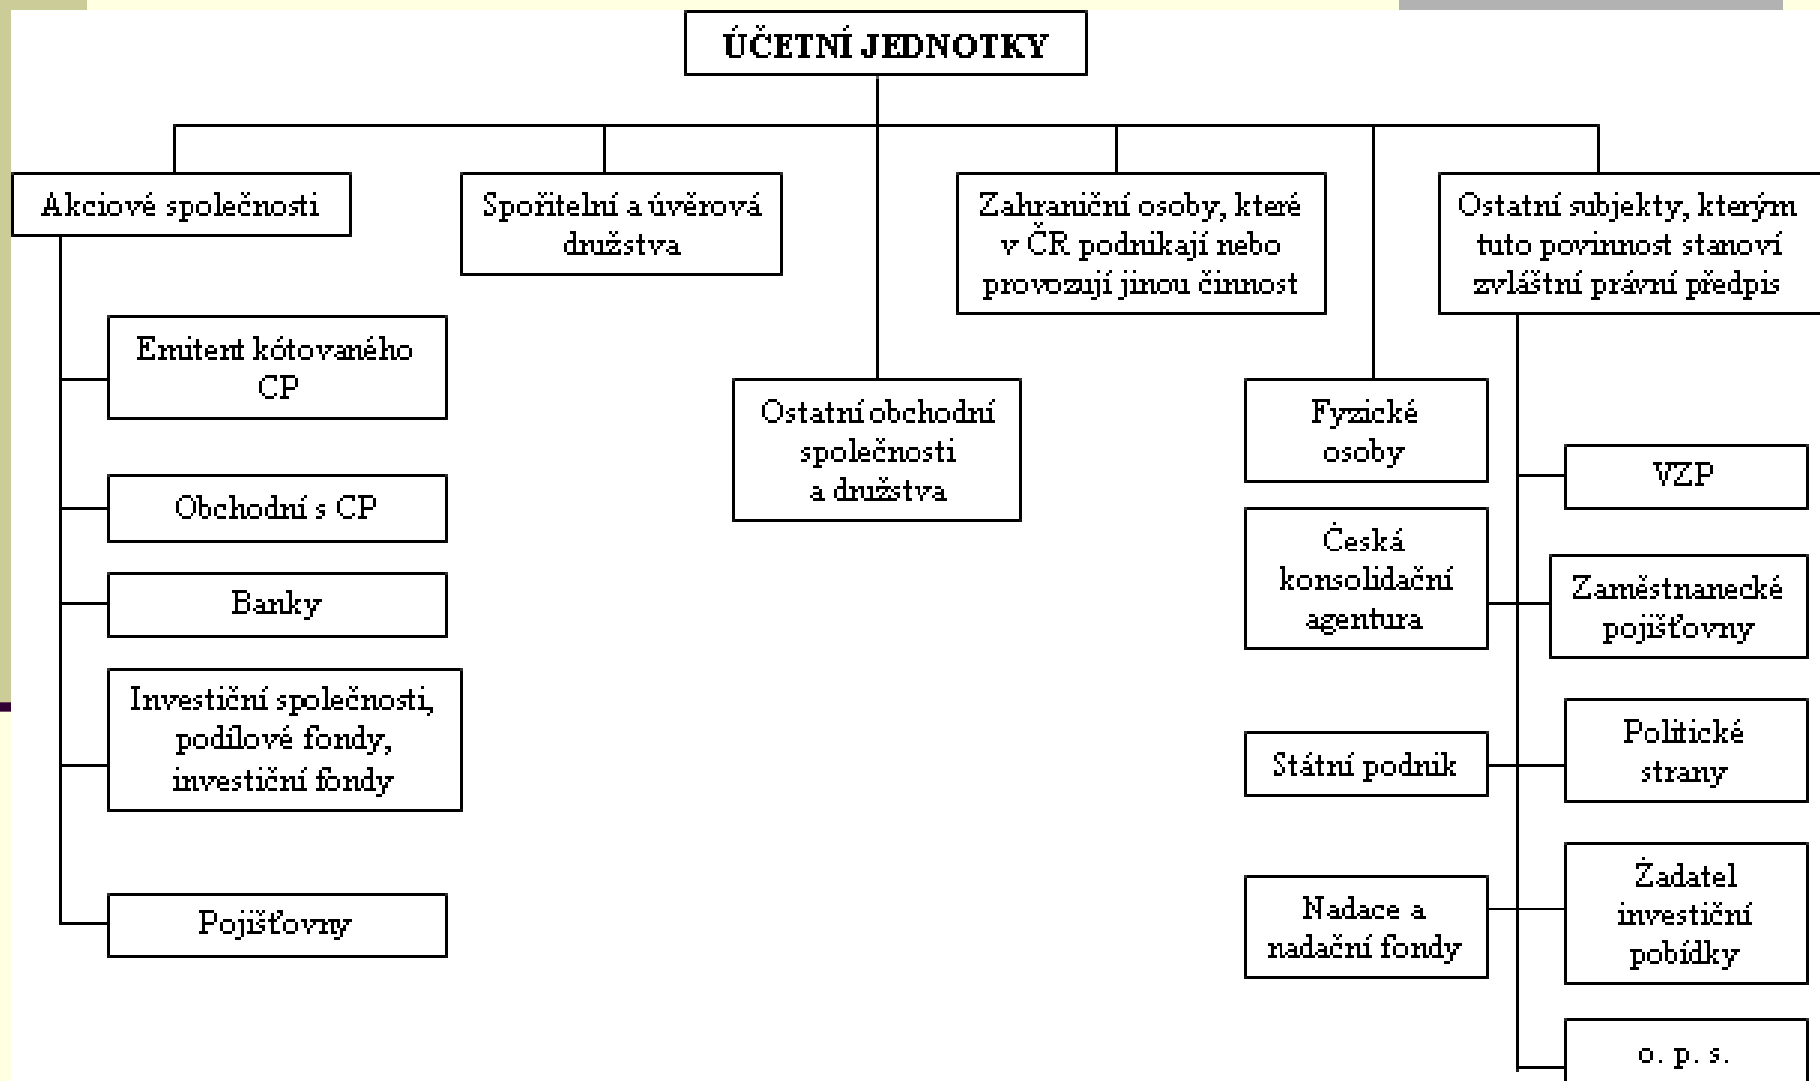 ÚČETNÍ JEDNOTKY
Akciové společnosti
Spořitelní a úvěrová
družstva
Zahraniční osoby, které
v ČR podnikají nebo
provozují jinou činnost
Ostatní subjekty, kterým
tuto povinnost stanoví
zvláštní právní předpis
Emitent kótovaného
CP
Obchodní s CP
Banky
Investiční společnosti,
podílové fondy,
investiční fondy
Pojišťovny
Ostatní obchodní
společnosti
a družstva
Fyzické
osoby
Česká
konsolidační
agentura
Státní podnik
Nadace a
nadační fondy
VZP
Zaměstnanecké
pojišťovny
Politické
strany
Žadatel
investiční
pobídky
o. p. s.